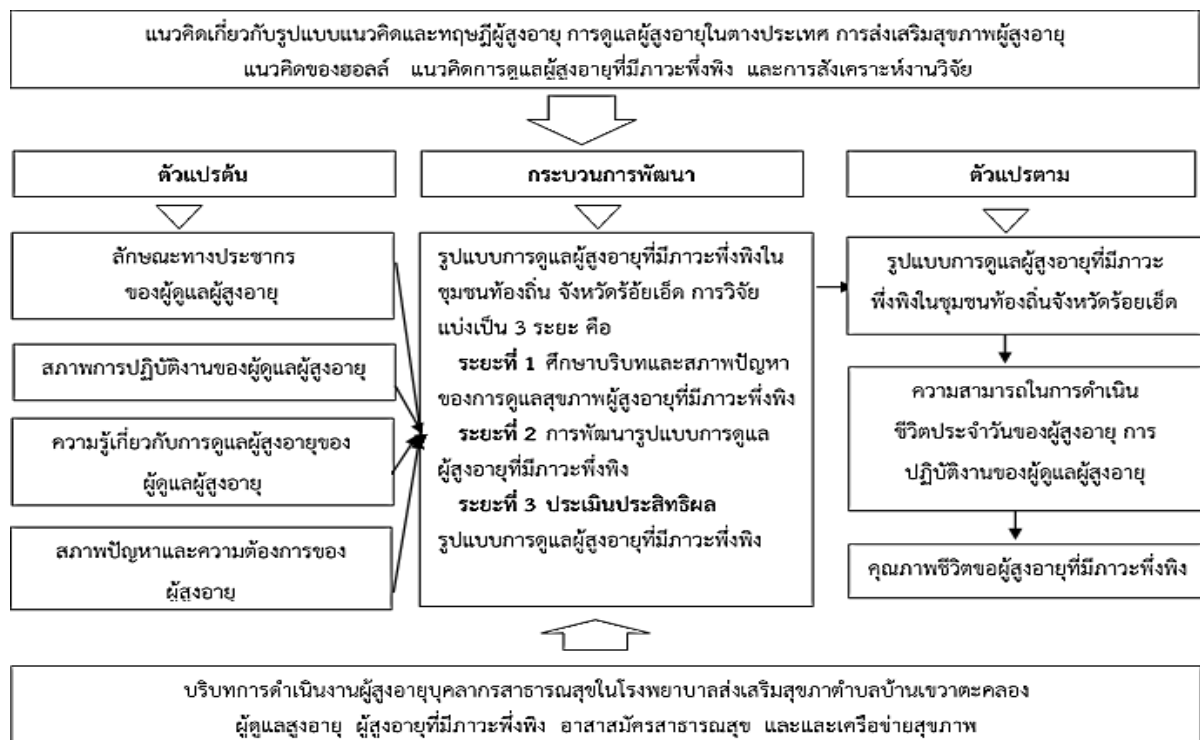 แนวคิดเกี่ยวกับรูปแบบแนวคิดและทฤษฎีผู้สูงอายุ การดูแลผู้สูงอายุในต่างประเทศ การส่งเสริมสุขภาพผู้สูงอายุ
แนวคิดของฮอลล์ แนวคิดการดูแลผู้สูงอายุที่มีภาวะพึ่งพิง และการสังเคราะห์งานวิจัย
ตัวแปรต้น
ลักษณะทางประชากร
ของผู้ดูแลผู้สูงอายุ
สภาพการปฏิบัติงานของผู้ดูแลผู้สูงอายุ
ความรู้เกี่ยวกับการดูแลผู้สูงอายุของ
ผู้ดูแลผู้สูงอายุ
สภาพปัญหาและความต้องการของ
ผู้สูงอายุ
กระบวนการพัฒนา
รูปแบบการดูแลผู้สูงอายุที่มีภาวะพึ่งพิงใน
ชุมชนท้องถิ่น จังหวัดร้อยเอ็ด การวิจัย
แบ่งเป็น 3 ระยะ คือ
ระยะที่ 1 ศึกษาบริบทและสภาพปัญหา
ของการดูแลสุขภาพผู้สูงอายุที่มีภาวะพึ่งพิง
ระยะที่ 2 การพัฒนารูปแบบการดูแล
ผู้สูงอายุที่มีภาวะพึ่งพิง
ระยะที่ 3 ประเมินประสิทธิผล
รูปแบบการดูแลผู้สูงอายุที่มีภาวะพึ่งพิง
ตัวแปรตาม
รูปแบบการดูแลผู้สูงอายุที่มีภาวะ
พึ่งพิงในชุมชนท้องถิ่นจังหวัดร้อยเอ็ด
ความสามารถในการดำเนิน
ชีวิตประจำวันของผู้สูงอายุ การ
ปฏิบัติงานของผู้ดูแลผู้สูงอายุ
คุณภาพชีวิตขอผู้สูงอายุที่มีภาวะพึ่งพิง
บริบทการดำเนินงานผู้สูงอายุบุคลากรสาธารณสุขในโรงพยาบาลส่งเสริมสุขภาตำบลบ้านเขวาตะคลอง
ผู้ดูแลสูงอายุ ผู้สูงอายุที่มีภาวะพึ่งพิง อาสาสมัครสาธารณสุข และและเครือข่ายสุขภาพ